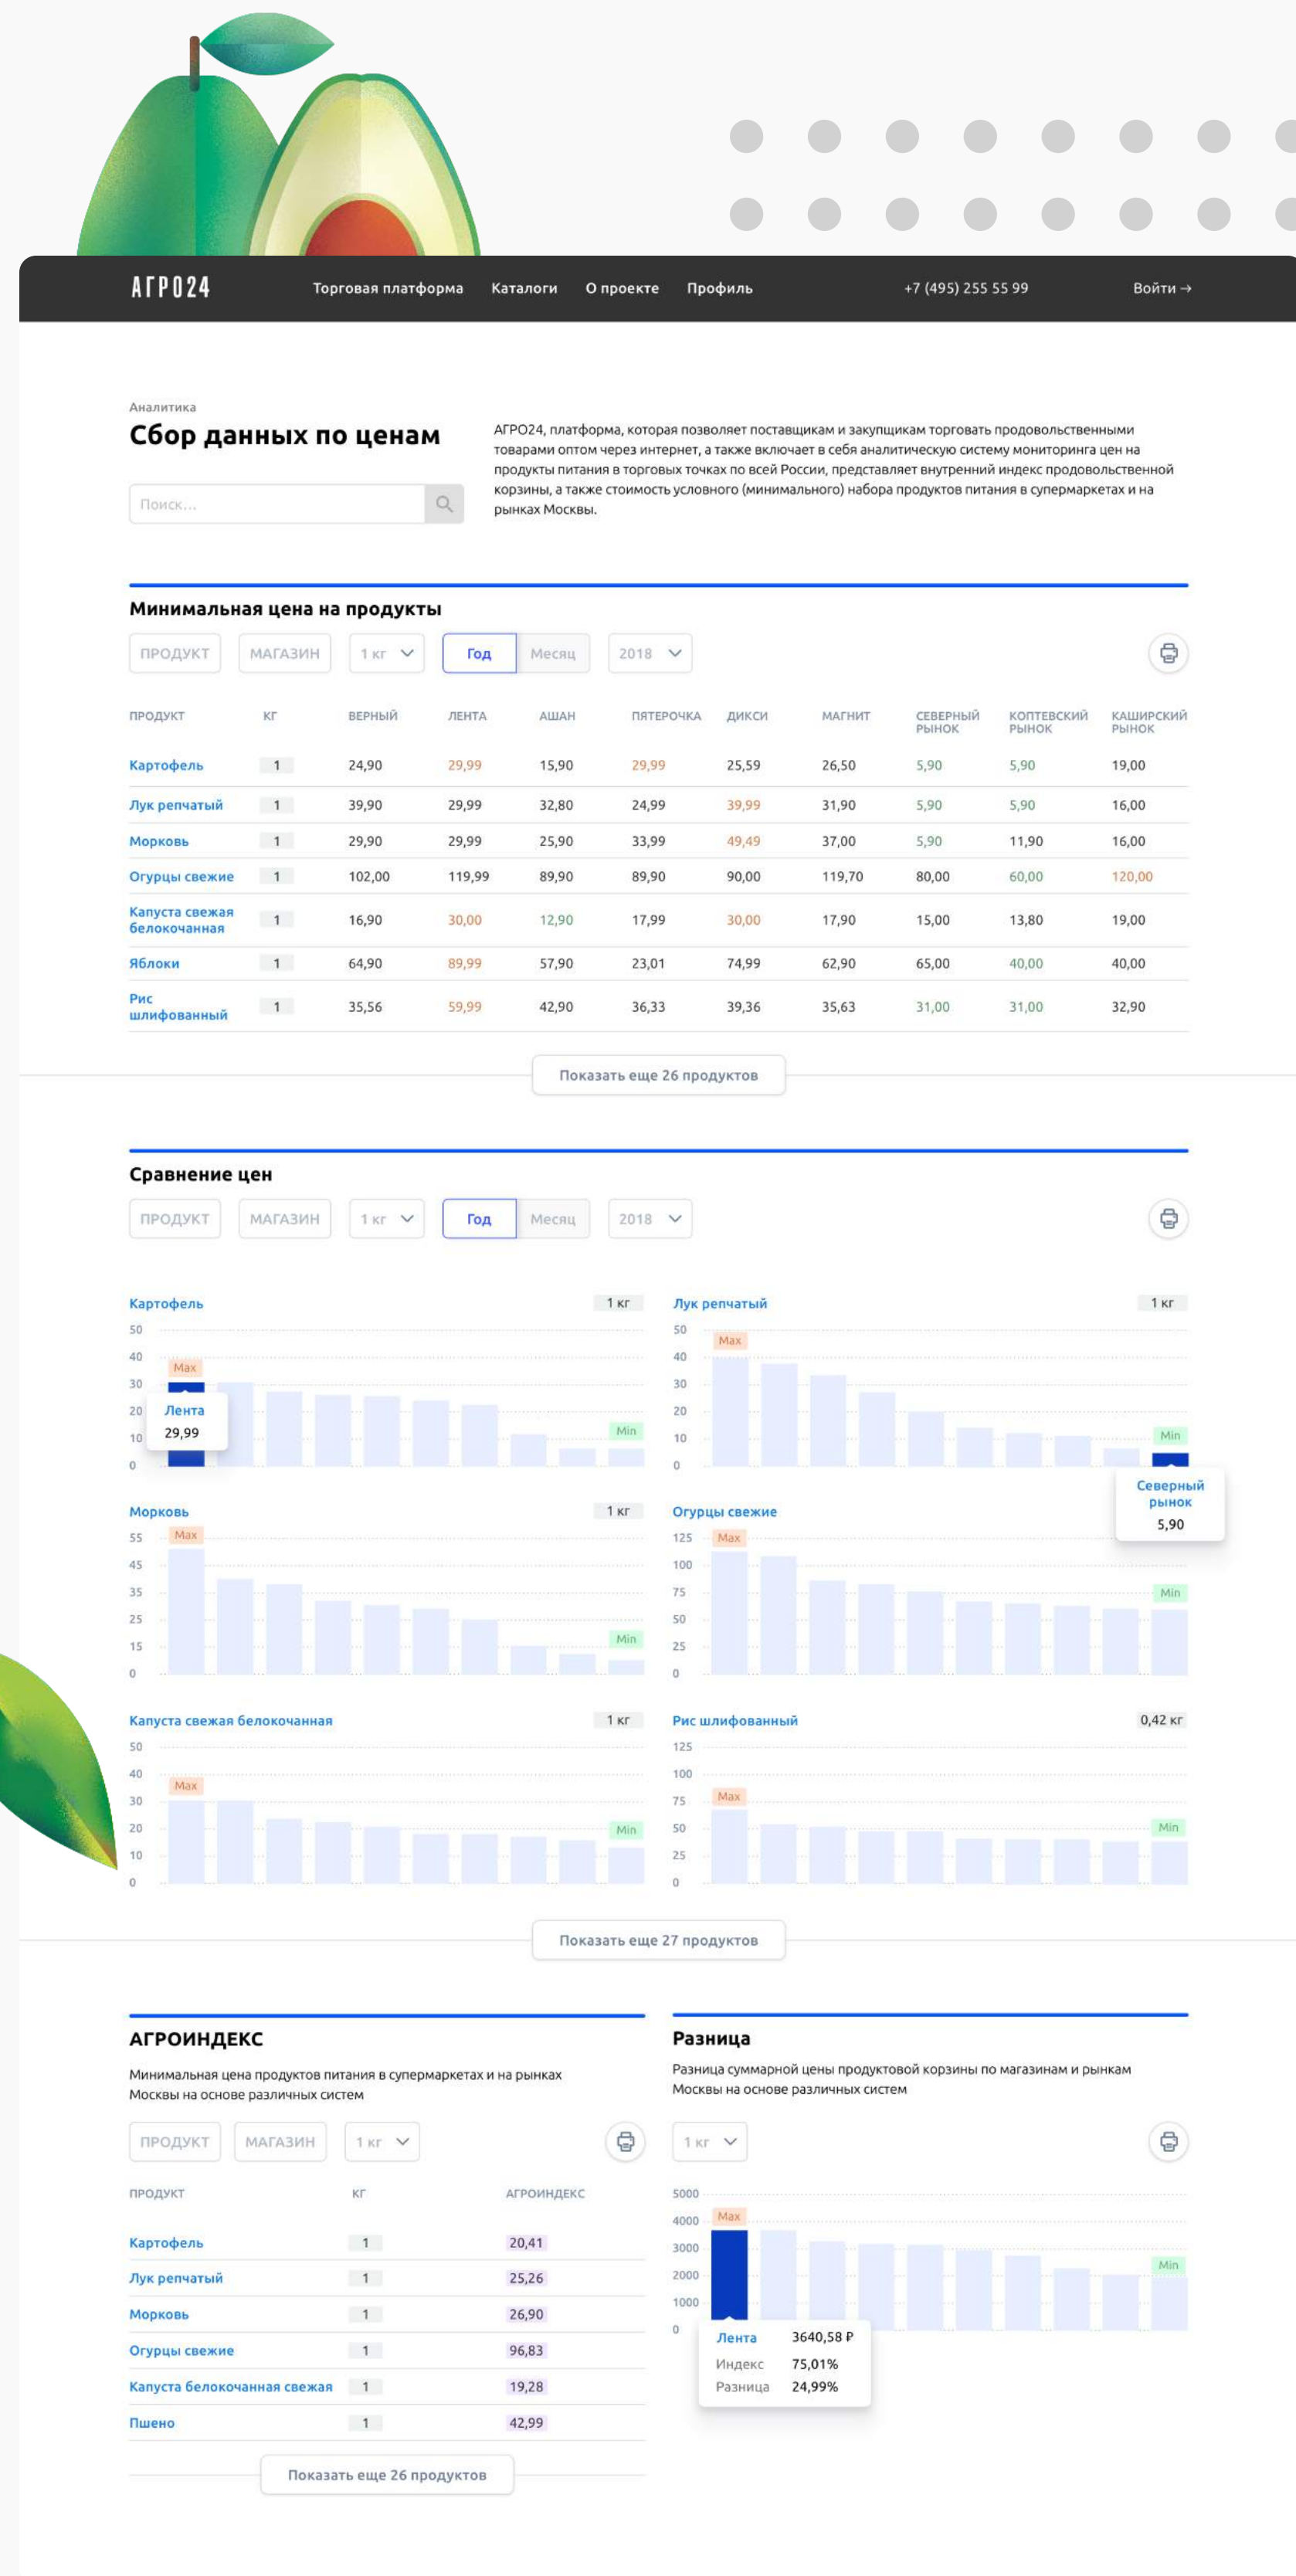 АГРО24
Торговая платформа Каталоги О проекте Профиль +7 (495) 255 55 99 Войти →
Аналитика
Сбор данных по ценам
АГРО24, платформа, которая позволяет поставщикам и закупщикам торговать продовольственными
товарами оптом через интернет, а также включает в себя аналитическую систему мониторинга цен на
продукты питания в торговых точках по всей России, представляет внутренний индекс продовольственной
корзины, а также стоимость условного (минимального) набора продуктов питания в супермаркетах и на
рынках Москвы.
Поиск...
Минимальная цена на продукты
ПРОДУКТ МАГАЗИН 1 кг Год Месяц 2018
ПРОДУКТ КГ ВЕРНЫЙ ЛЕНТА АШАН ПЯТЕРОЧКА ДИКСИ МАГНИТ СЕВЕРНЫЙ РЫНОК КОПТЕВСКИЙ РЫНОК КАШИРСКИЙ РЫНОК
Картофель 1 24,90 29,99 15,90 29,99 25,59 26,50 5,90 5,90 19,00
Лук репчатый 1 39,90 29,99 32,80 24,99 39,99 31,90 5,90 5,90 16,00
Морковь 1 29,90 29,99 25,90 33,99 49,49 37,00 5,90 11,90 16,00
Огурцы свежие 1 102,00 119,99 89,90 89,90 90,00 119,70 80,00 60,00 120,00
Капуста свежая
белокочанная 1 16,90 30,00 12,90 17,99 30,00 17,90 15,00 13,80 19,00
Яблоки 1 64,90 89,99 57,90 23,01 74,99 62,90 65,00 40,00 40,00
Рис
шлифованный 1 35,56 59,99 42,90 36,33 39,36 35,63 31,00 31,00 32,90
Показать еще 26 продуктов
Сравнение цен
ПРОДУКТ МАГАЗИН 1 кг Год Месяц 2018
Картофель 1 кг
50
40
Max
30
20
Лента
29,99
10
Min
0
Лук репчатый 1 кг
50
Max
40
30
20
10
Min
0
Северный
рынок
5,90
Морковь 1 кг
55
Max
45
35
25
15
Min
0
Огурцы свежие
125
Max
100
75
Min
50
25
0
Капуста свежая белокочанная 1 кг
50
40
Max
30
20
Min
10
0
Рис шлифованный 0,42 кг
125
100
Max
75
50
Min
25
0
Показать еще 27 продуктов
АГРОИНДЕКС
Минимальная цена продуктов питания в супермаркетах и на рынках
Москвы на основе различных систем
ПРОДУКТ МАГАЗИН 1 кг
ПРОДУКТ КГ АГРОИНДЕКС
Картофель 1 20,41
Лук репчатый 1 25,26
Морковь 1 26,90
Огурцы свежие 1 96,83
Капуста белокочанная свежая 1 19,28
Пшено 1 42,99
Показать еще 26 продуктов
Разница
Разница суммарной цены продуктовой корзины по магазинам и рынкам
Москвы на основе различных систем
1 кг
5000
Max
4000
3000
Min
2000
1000
0
Лента 3640,58 ₽
Индекс 75,01%
Разница 24,99%